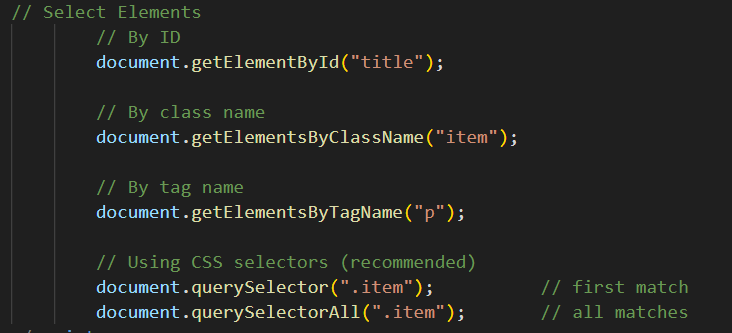 // Select Elements
// By ID
document.getElementById("title");
// By class name
document.getElementsByClassName("item");
// By tag name
document.getElementsByTagName("p");
// Using CSS selectors (recommended)
document.querySelector(".item"); // first match
document.querySelectorAll(".item"); // all matches